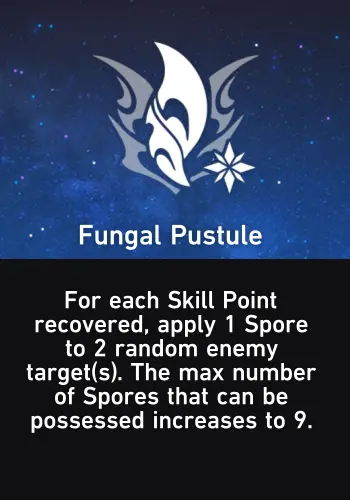 Fungal Pustule
For each Skill Point
recovered, apply 1 Spore
to 2 random enemy
target(s). The max number
of Spores that can be
possessed increases to 9.